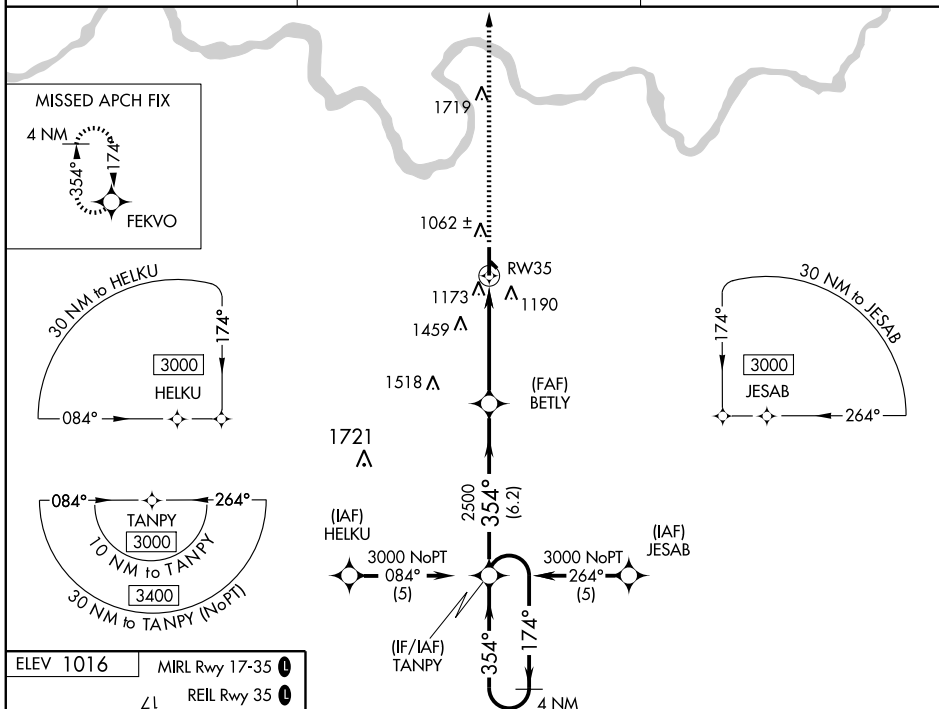 MISSED APCH FIX
4 NM
354°
174°
FEKVO
1719
1062 ±
RW35
1173
1190
1459
1518
(FAF)
BETLY
1721
30 NM to HELKU
174°
3000
HELKU
084°
30 NM to JESAB
174°
3000
JESAB
264°
084°
264°
TANPY
3000
10 NM to TANPY
3400
30 NM to TANPY (NoPT)
2500
354°
(6.2)
(IAF)
HELKU
3000 NoPT
084°
(5)
3000 NoPT
264°
(5)
(IAF)
JESAB
(IF/IAF)
TANPY
354°
174°
4 NM
ELEV 1016
MIRL Rwy 17-35 L
REIL Rwy 35 L
17